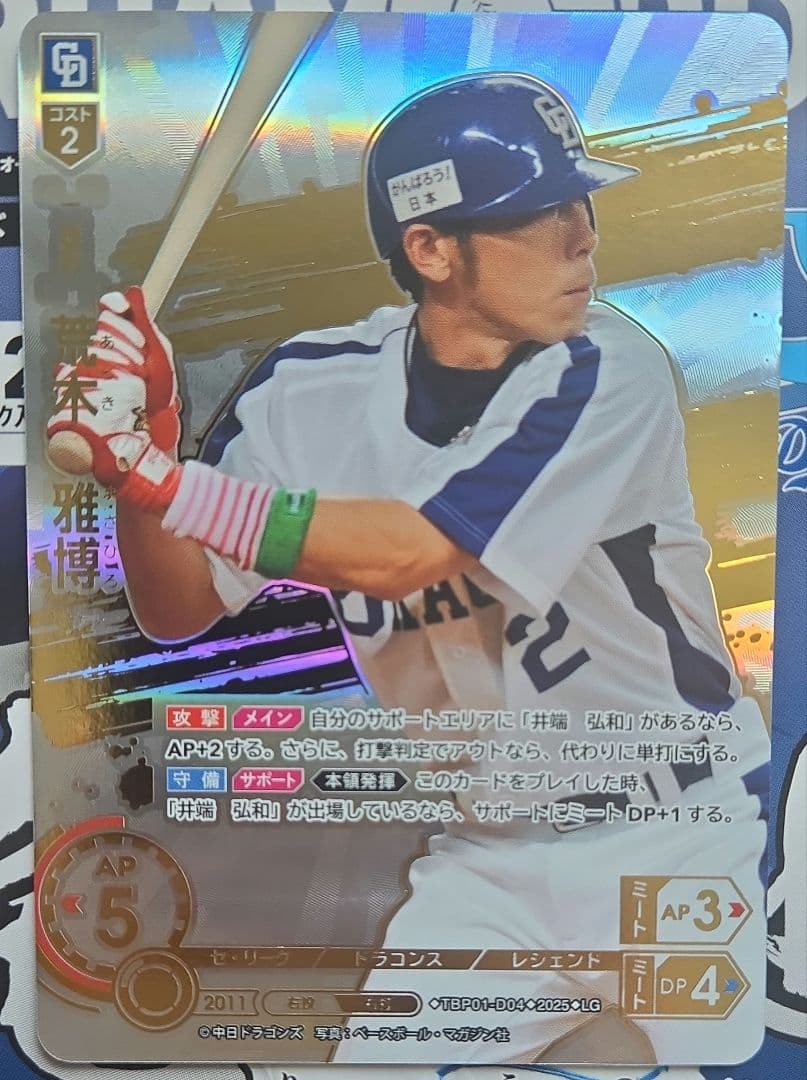 コスト
2
がんばろう！
日本
荒木 雅博
あらき まさひろ
2
攻撃 メイン 自分のサポートエリアに「井端　弘和」があるなら、
AP+2する。さらに、打撃判定でアウトなら、代わりに単打にする。
守備 サポート 本領発揮 このカードをプレイした時、
「井端　弘和」が出場しているなら、サポートにミートDP+1する。
AP
5
ミート AP 3
セ・リーグ / ドラゴンズ / レジェンド
ミート DP 4
2011 右投 右打 ◆TBP01-D04◆2025◆LG
©中日ドラゴンズ　写真：ベースボール・マガジン社